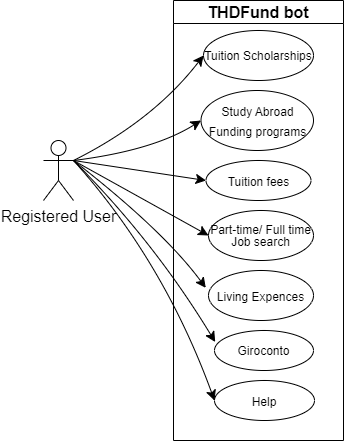 THDFund bot
Tuition Scholarships
Study Abroad
Funding programs
Tuition fees
Registered User
Part-time/ Full time
Job search
Living Expences
Giroconto
Help